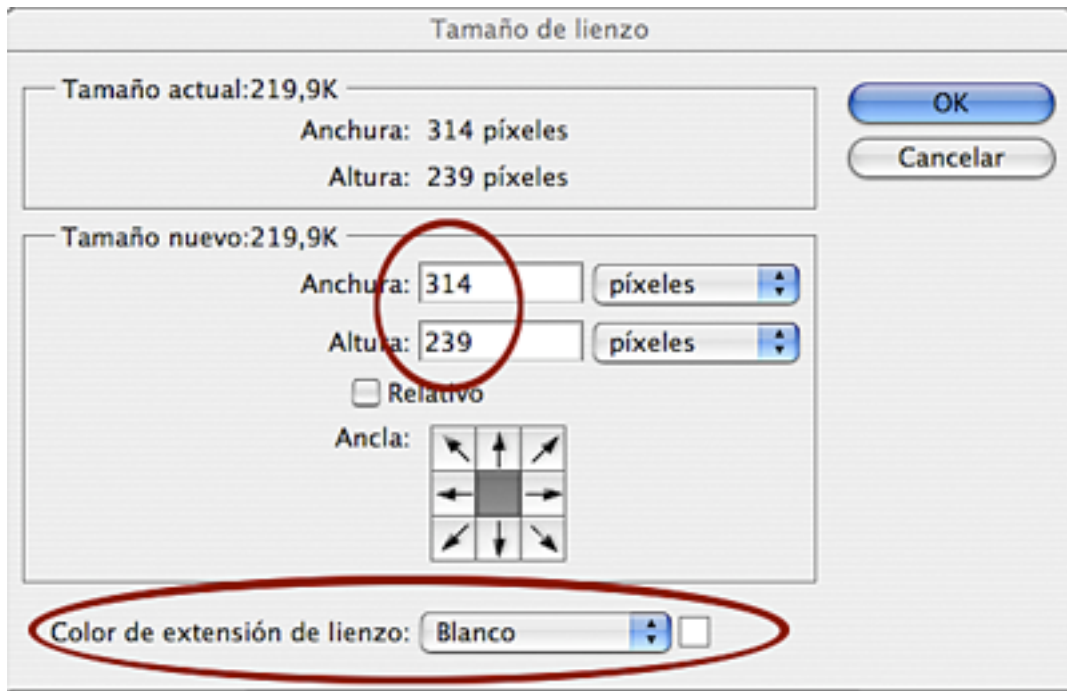 Tamaño de lienzo
Tamaño actual:219,9K
Anchura: 314 píxeles
Altura: 239 píxeles
OK
Cancelar
Tamaño nuevo:219,9K
Anchura: 314 píxeles
Altura: 239 píxeles
Relativo
Ancla:
Color de extensión de lienzo: Blanco